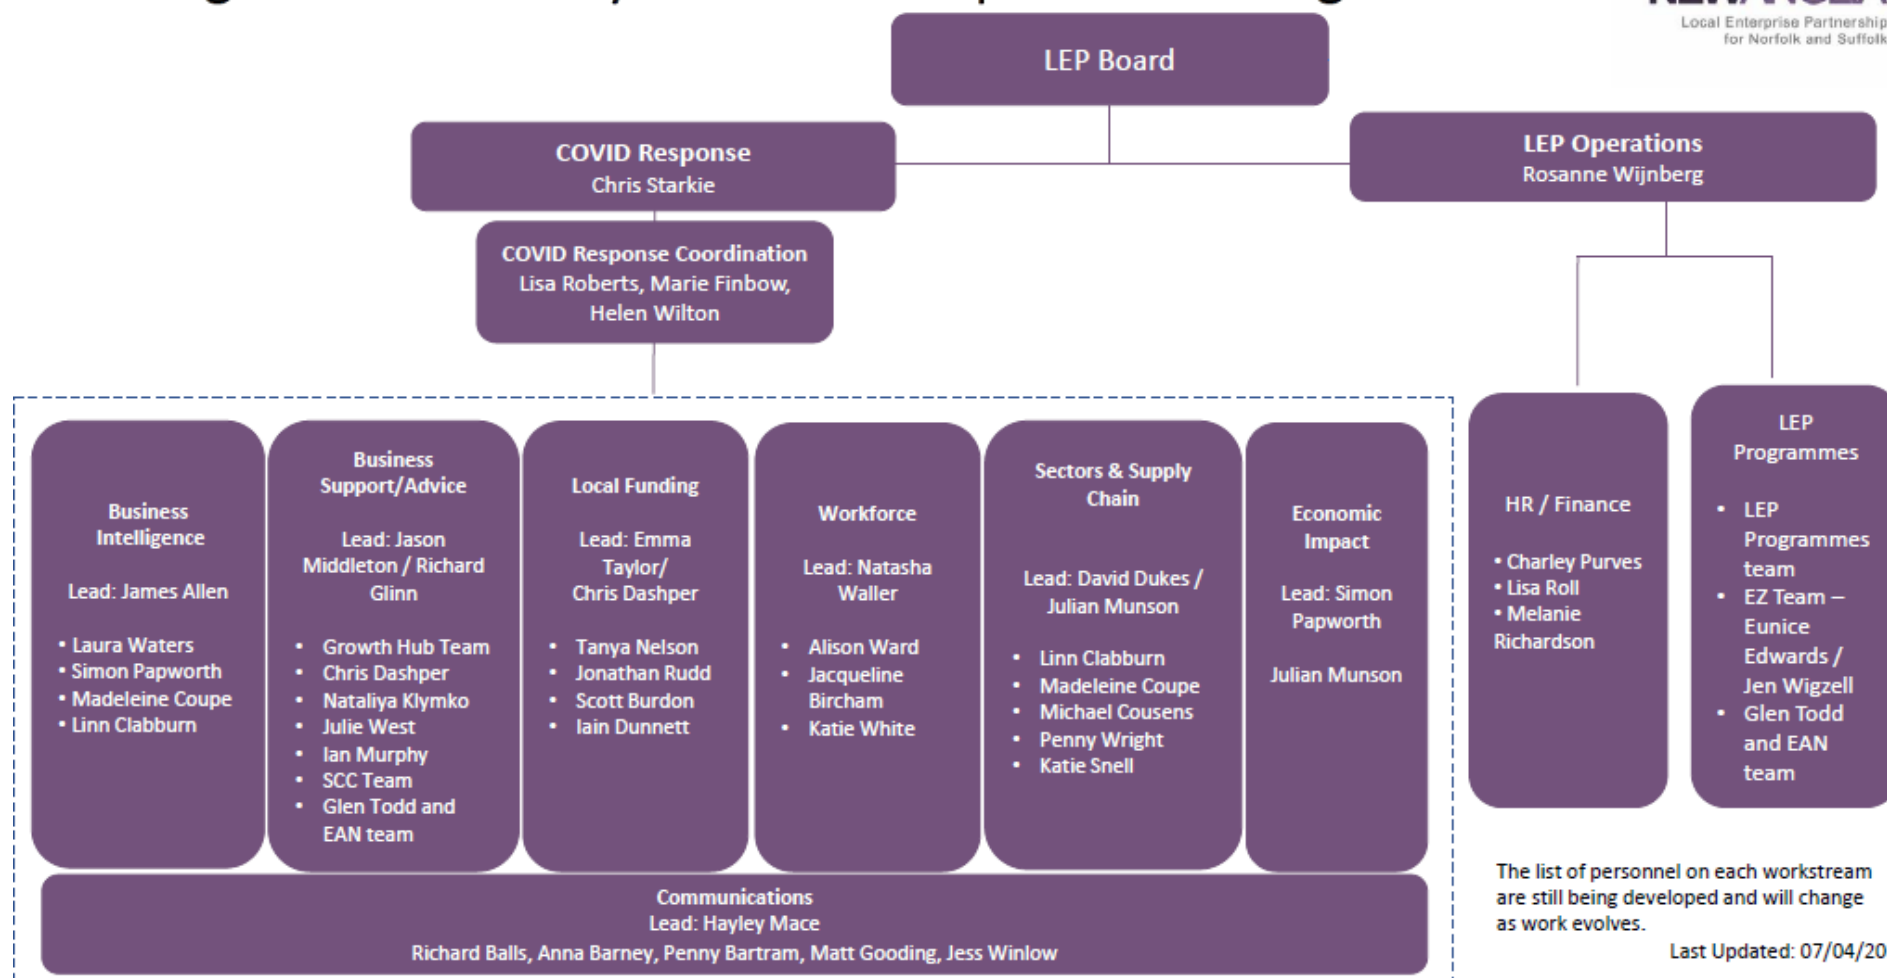 Local Enterprise Partnership
for Norfolk and Suffolk
LEP Board
COVID Response
Chris Starkie
LEP Operations
Rosanne Wijnberg
COVID Response Coordination
Lisa Roberts, Marie Finbow,
Helen Wilton
Business
Intelligence
Lead: James Allen
• Laura Waters
• Simon Papworth
• Madeleine Coupe
• Linn Clabburn
Business
Support/Advice
Lead: Jason
Middleton / Richard
Glinn
• Growth Hub Team
• Chris Dashper
• Nataliya Klymko
• Julie West
• Ian Murphy
• SCC Team
• Glen Todd and
EAN team
Local Funding
Lead: Emma
Taylor/
Chris Dashper
• Tanya Nelson
• Jonathan Rudd
• Scott Burdon
• Iain Dunnett
Workforce
Lead: Natasha
Waller
• Alison Ward
• Jacqueline
Bircham
• Katie White
Sectors & Supply
Chain
Lead: David Dukes /
Julian Munson
• Linn Clabburn
• Madeleine Coupe
• Michael Cousens
• Penny Wright
• Katie Snell
Economic
Impact
Lead: Simon
Papworth
Julian Munson
HR / Finance
• Charley Purves
• Lisa Roll
• Melanie
Richardson
LEP
Programmes
• LEP
Programmes
team
• EZ Team –
Eunice
Edwards /
Jen Wigzell
• Glen Todd
and EAN
team
Communications
Lead: Hayley Mace
Richard Balls, Anna Barney, Penny Bartram, Matt Gooding, Jess Winlow
The list of personnel on each workstream
are still being developed and will change
as work evolves.
Last Updated: 07/04/20